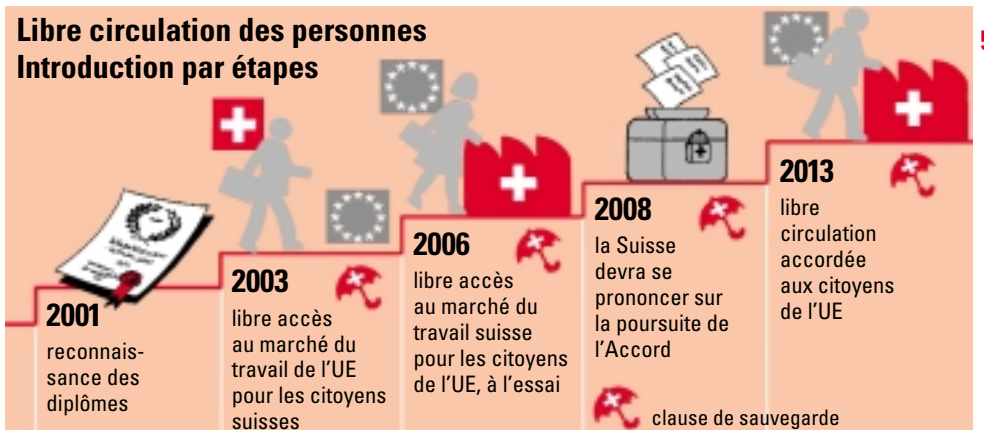 Libre circulation des personnes
Introduction par étapes
2001
reconnais-
sance des
diplômes
2003
libre accès
au marché du
travail de l’UE
pour les citoyens
suisses
2006
libre accès
au marché du
travail suisse
pour les citoyens
de l’UE, à l’essai
2008
la Suisse
devra se
prononcer sur
la poursuite de
l’Accord
2013
libre
circulation
accordée
aux citoyens
de l’UE
clause de sauvegarde